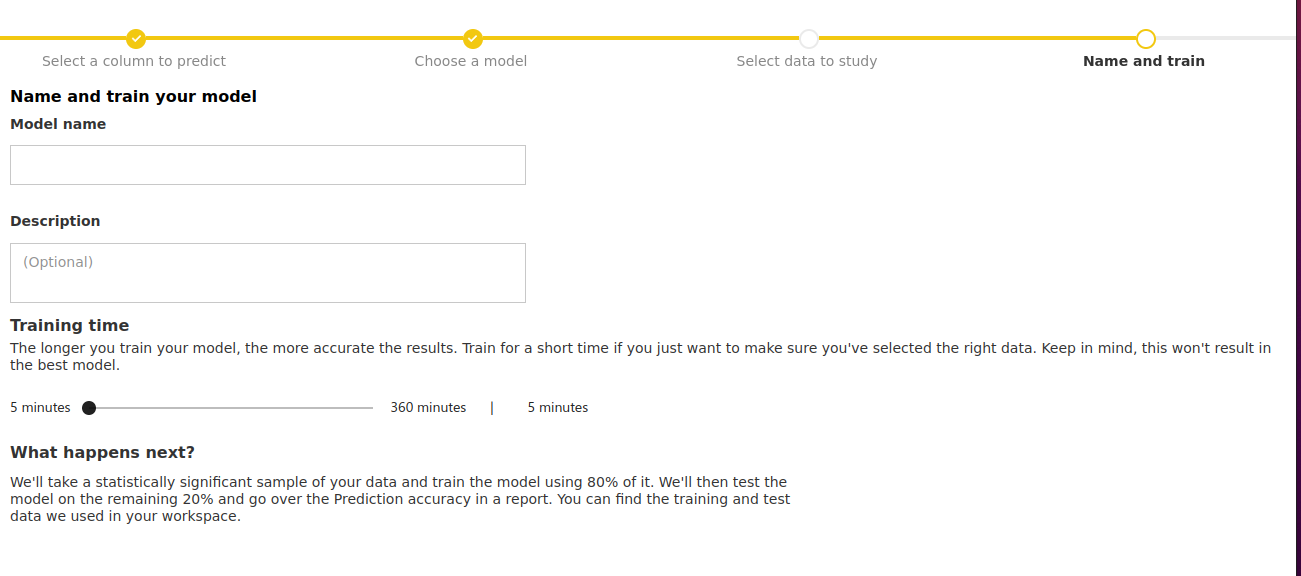 Select a column to predict
Choose a model
Select data to study
Name and train
Name and train your model
Model name
Description
(Optional)
Training time
The longer you train your model, the more accurate the results. Train for a short time if you just want to make sure you've selected the right data. Keep in mind, this won't result in
the best model.
5 minutes 360 minutes | 5 minutes
What happens next?
We'll take a statistically significant sample of your data and train the model using 80% of it. We'll then test the
model on the remaining 20% and go over the Prediction accuracy in a report. You can find the training and test
data we used in your workspace.